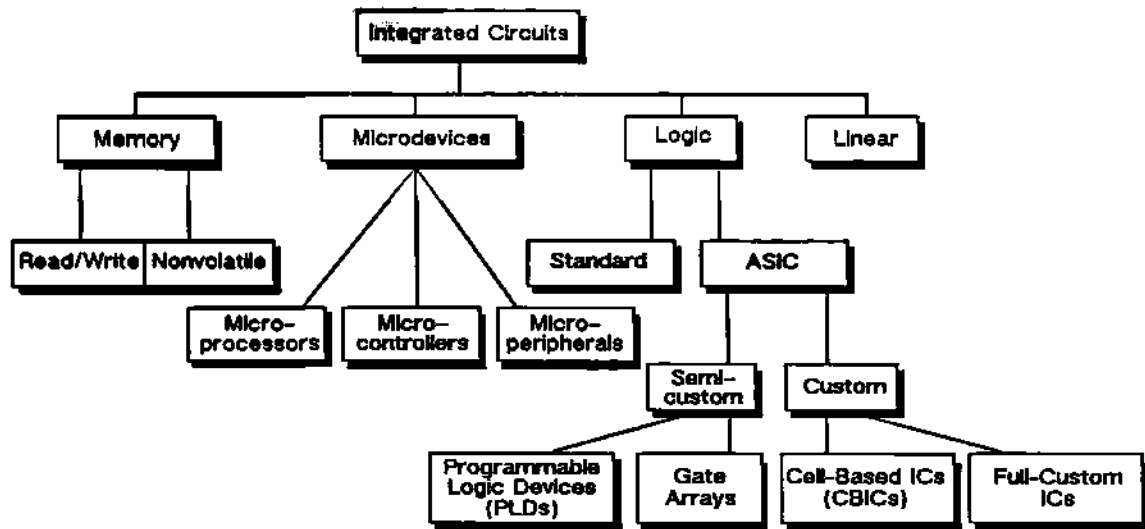 Integrated Circuits
Memory
Microdevices
Logic
Linear
Read/Write
Nonvolatile
Standard
ASIC
Micro-
processors
Micro-
controllers
Micro-
peripherals
Semi-
custom
Custom
Programmable
Logic Devices
(PLDs)
Gate
Arrays
Cell-Based ICs
(CBICs)
Full-Custom
ICs